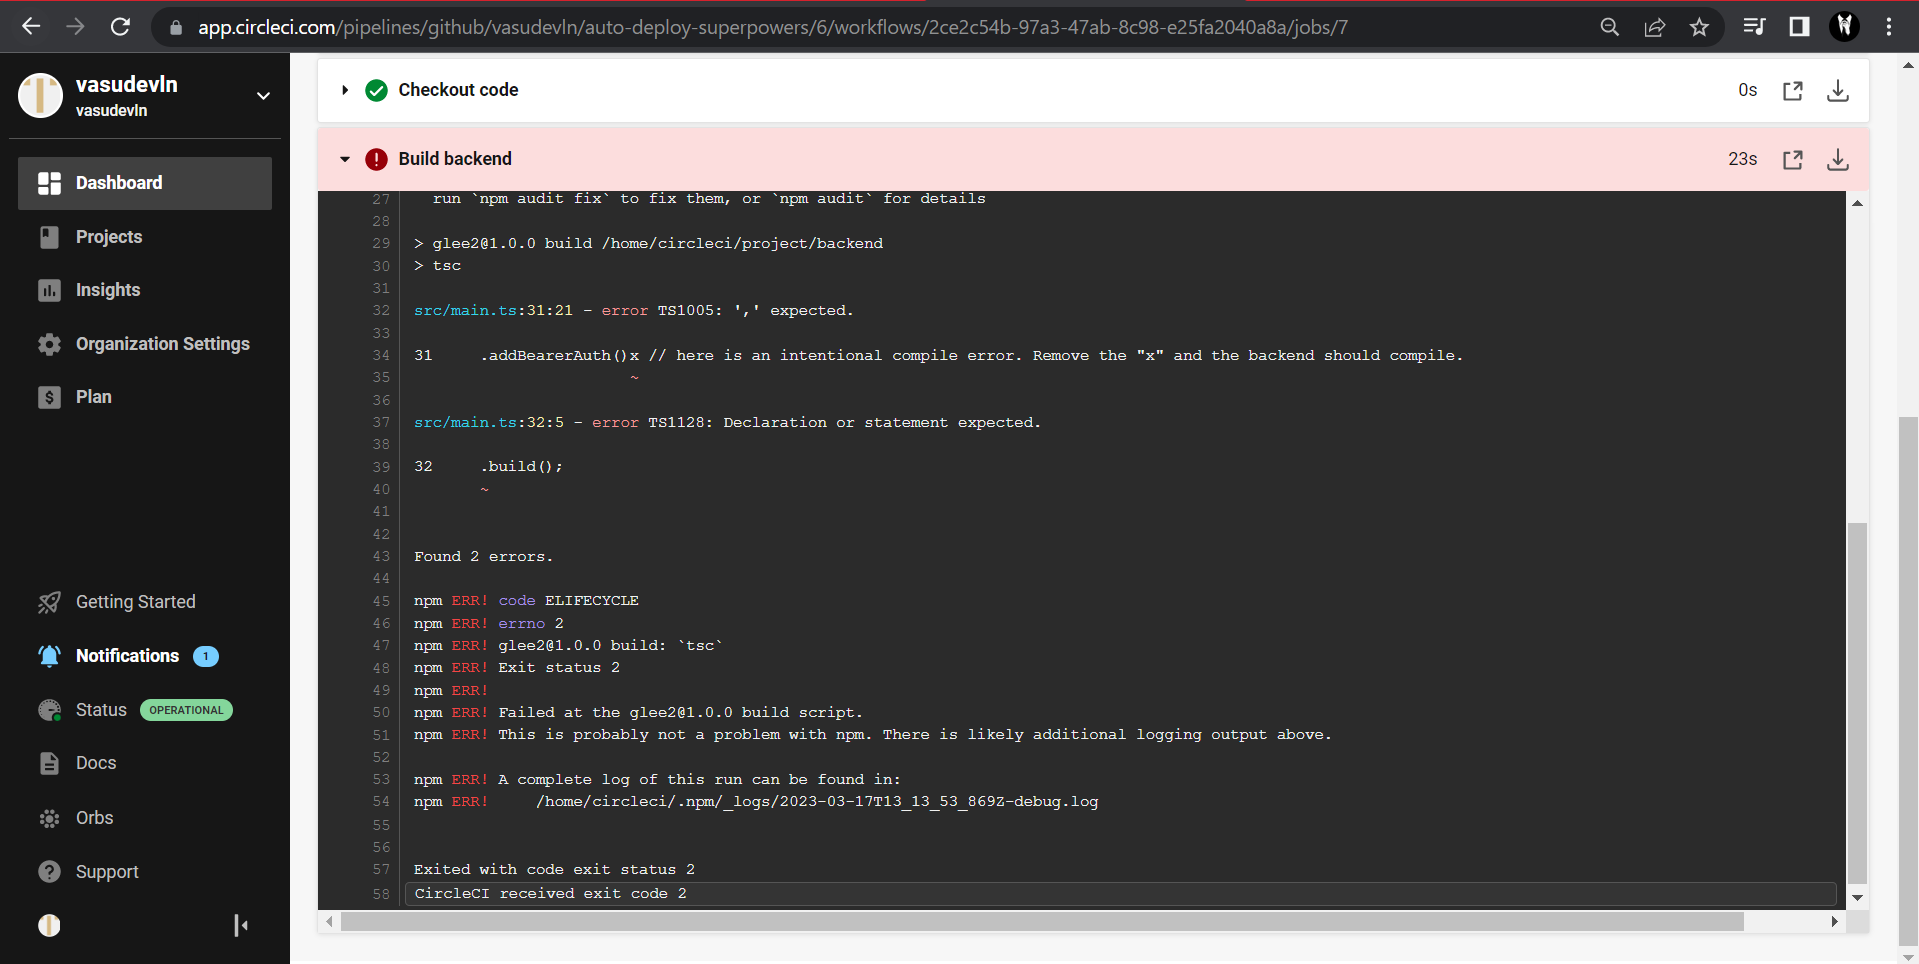 app.circleci.com/pipelines/github/vasudevln/auto-deploy-superpowers/6/workflows/2ce2c54b-97a3-47ab-8c98-e25fa2040a8a/jobs/7
vasudevln
vasudevln
Dashboard
Projects
Insights
Organization Settings
Plan
Getting Started
Notifications 1
Status OPERATIONAL
Docs
Orbs
Support
Checkout code 0s
Build backend 23s
27 run `npm audit fix` to fix them, or `npm audit` for details
28
29 > glee2@1.0.0 build /home/circleci/project/backend
30 > tsc
31
32 src/main.ts:31:21 - error TS1005: ',' expected.
33
34 31     .addBearerAuth()x // here is an intentional compile error. Remove the "x" and the backend should compile.
35 ~
36
37 src/main.ts:32:5 - error TS1128: Declaration or statement expected.
38
39 32     .build();
40 ~
41
42
43 Found 2 errors.
44
45 npm ERR! code ELIFECYCLE
46 npm ERR! errno 2
47 npm ERR! glee2@1.0.0 build: `tsc`
48 npm ERR! Exit status 2
49 npm ERR!
50 npm ERR! Failed at the glee2@1.0.0 build script.
51 npm ERR! This is probably not a problem with npm. There is likely additional logging output above.
52
53 npm ERR! A complete log of this run can be found in:
54 npm ERR!     /home/circleci/.npm/_logs/2023-03-17T13_13_53_869Z-debug.log
55
56
57 Exited with code exit status 2
58 CircleCI received exit code 2